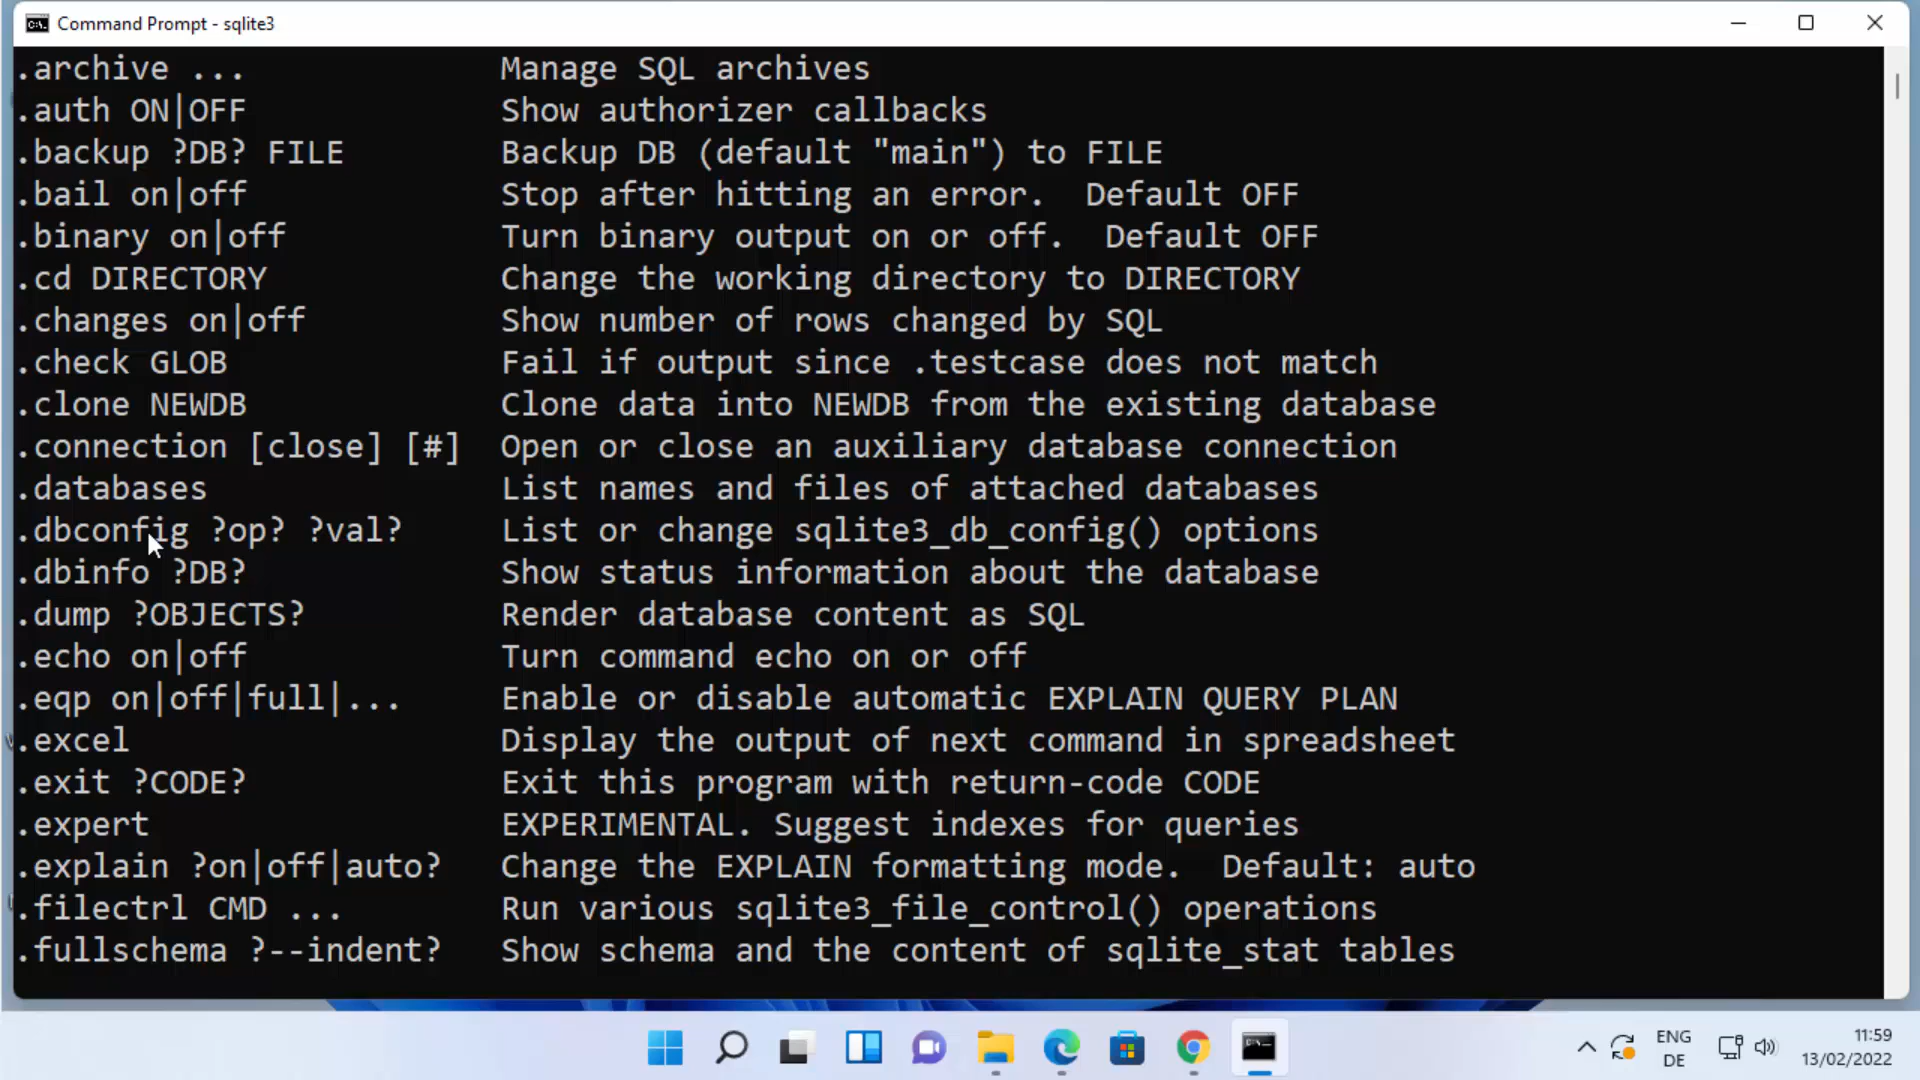 Command Prompt - sqlite3
.archive ... Manage SQL archives
.auth ON|OFF Show authorizer callbacks
.backup ?DB? FILE Backup DB (default "main") to FILE
.bail on|off Stop after hitting an error.  Default OFF
.binary on|off Turn binary output on or off.  Default OFF
.cd DIRECTORY Change the working directory to DIRECTORY
.changes on|off Show number of rows changed by SQL
.check GLOB Fail if output since .testcase does not match
.clone NEWDB Clone data into NEWDB from the existing database
.connection [close] [#] Open or close an auxiliary database connection
.databases List names and files of attached databases
.dbconfig ?op? ?val? List or change sqlite3_db_config() options
.dbinfo ?DB? Show status information about the database
.dump ?OBJECTS? Render database content as SQL
.echo on|off Turn command echo on or off
.eqp on|off|full|... Enable or disable automatic EXPLAIN QUERY PLAN
.excel Display the output of next command in spreadsheet
.exit ?CODE? Exit this program with return-code CODE
.expert EXPERIMENTAL. Suggest indexes for queries
.explain ?on|off|auto? Change the EXPLAIN formatting mode.  Default: auto
.filectrl CMD ... Run various sqlite3_file_control() operations
.fullschema ?--indent? Show schema and the content of sqlite_stat tables
ENG
DE
11:59
13/02/2022